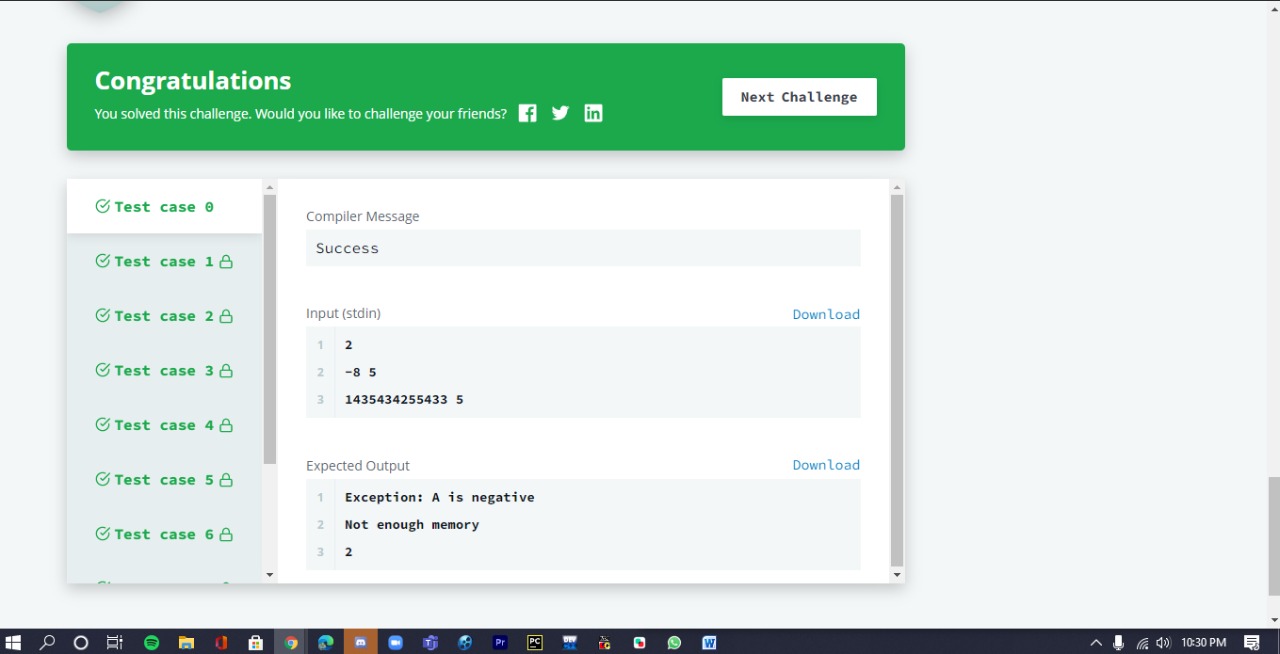 Congratulations
You solved this challenge. Would you like to challenge your friends?
Next Challenge
Test case 0
Test case 1
Test case 2
Test case 3
Test case 4
Test case 5
Test case 6
Compiler Message
Success
Input (stdin)
Download
1 2
2 -8 5
3 1435434255433 5
Expected Output
Download
1 Exception: A is negative
2 Not enough memory
3 2
Pr
PC
W
10:30 PM